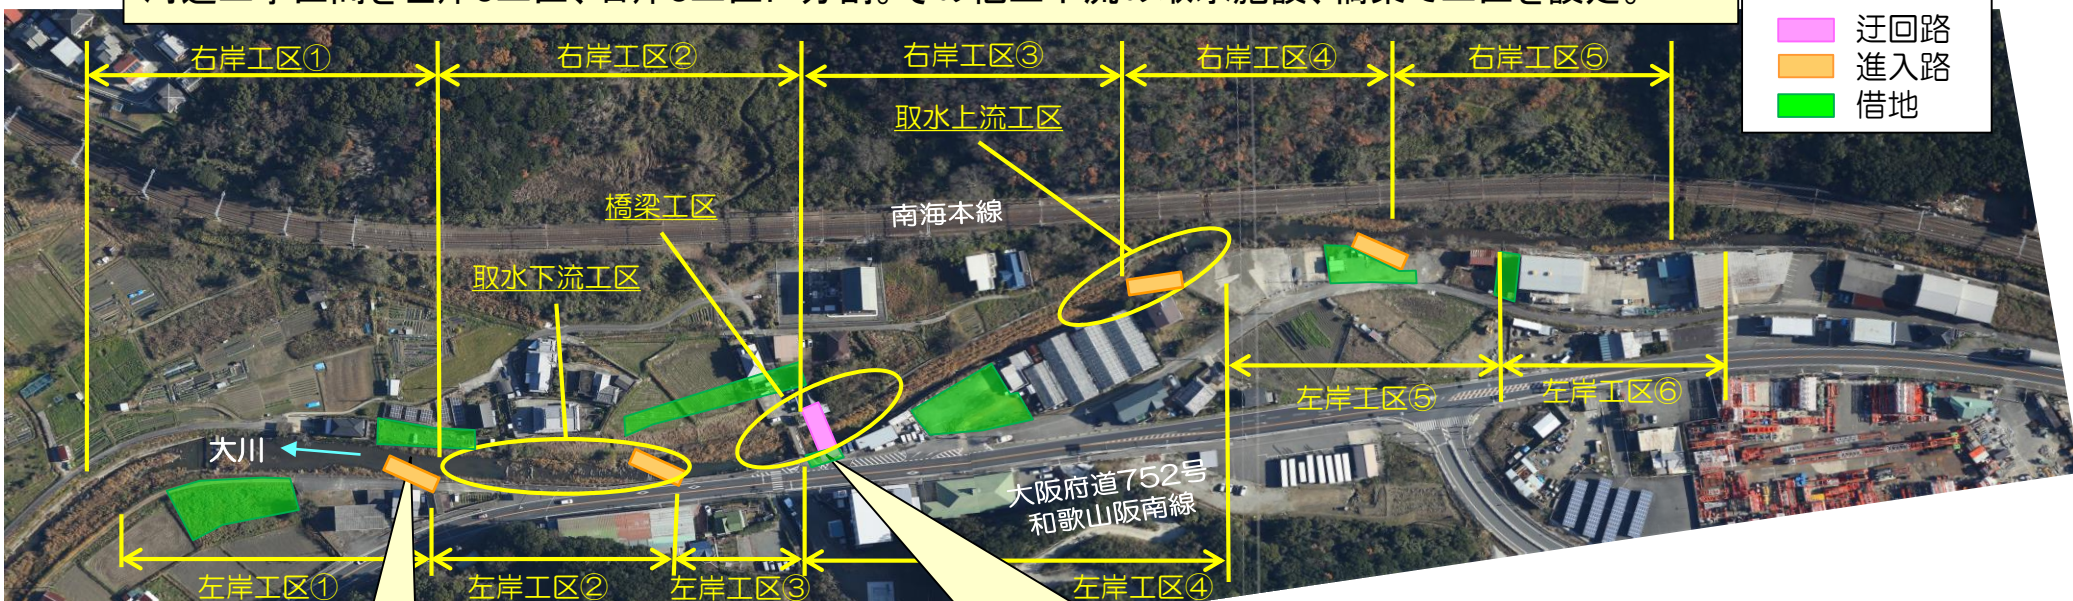 迂回路
進入路
借地
右岸工区①
右岸工区②
右岸工区③
右岸工区④
右岸工区⑤
取水上流工区
橋梁工区
南海本線
取水下流工区
左岸工区⑤
左岸工区⑥
大川
大阪府道752号
和歌山阪南線
左岸工区①
左岸工区②
左岸工区③
左岸工区④